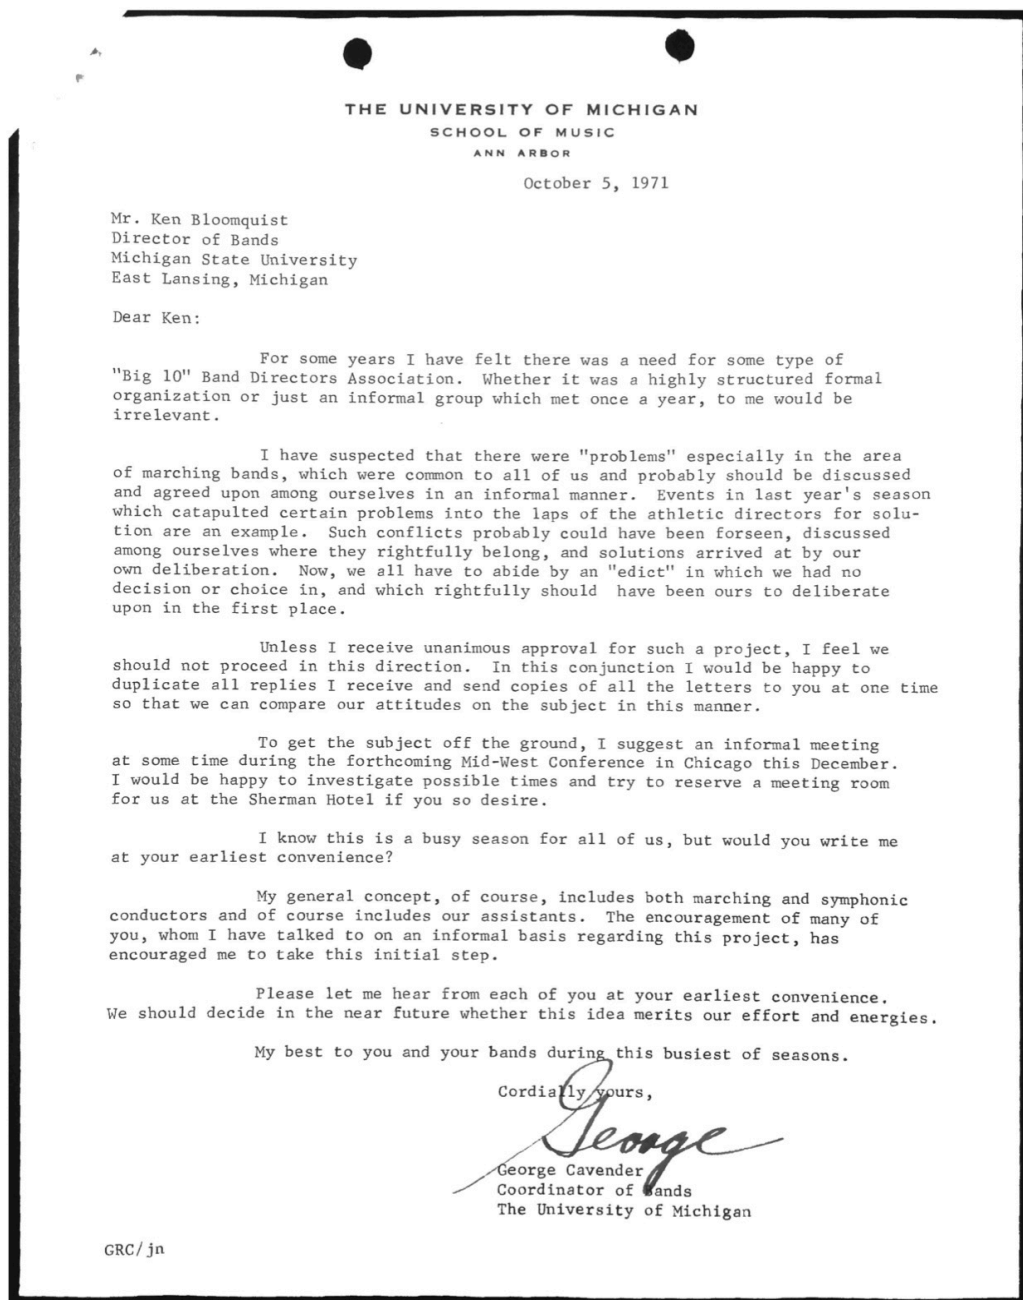 THE UNIVERSITY OF MICHIGAN
SCHOOL OF MUSIC
ANN ARBOR
October 5, 1971
Mr. Ken Bloomquist
Director of Bands
Michigan State University
East Lansing, Michigan
Dear Ken:
For some years I have felt there was a need for some type of
"Big 10" Band Directors Association. Whether it was a highly structured formal
organization or just an informal group which met once a year, to me would be
irrelevant.
I have suspected that there were "problems" especially in the area
of marching bands, which were common to all of us and probably should be discussed
and agreed upon among ourselves in an informal manner. Events in last year's season
which catapulted certain problems into the laps of the athletic directors for solu-
tion are an example. Such conflicts probably could have been forseen, discussed
among ourselves where they rightfully belong, and solutions arrived at by our
own deliberation. Now, we all have to abide by an "edict" in which we had no
decision or choice in, and which rightfully should have been ours to deliberate
upon in the first place.
Unless I receive unanimous approval for such a project, I feel we
should not proceed in this direction. In this conjunction I would be happy to
duplicate all replies I receive and send copies of all the letters to you at one time
so that we can compare our attitudes on the subject in this manner.
To get the subject off the ground, I suggest an informal meeting
at some time during the forthcoming Mid-West Conference in Chicago this December.
I would be happy to investigate possible times and try to reserve a meeting room
for us at the Sherman Hotel if you so desire.
I know this is a busy season for all of us, but would you write me
at your earliest convenience?
My general concept, of course, includes both marching and symphonic
conductors and of course includes our assistants. The encouragement of many of
you, whom I have talked to on an informal basis regarding this project, has
encouraged me to take this initial step.
Please let me hear from each of you at your earliest convenience.
We should decide in the near future whether this idea merits our effort and energies.
My best to you and your bands during this busiest of seasons.
Cordially yours,
George
George Cavender
Coordinator of Bands
The University of Michigan
GRC/jn